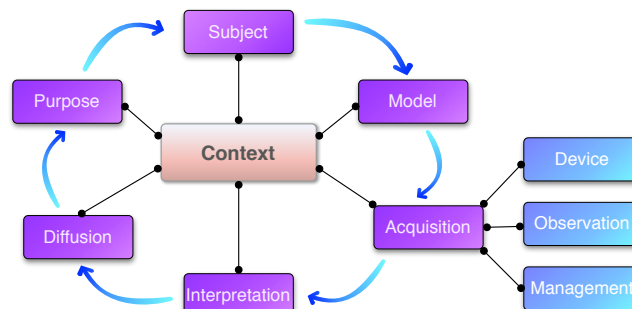 Subject
Purpose
Model
Context
Device
Acquisition
Observation
Diffusion
Interpretation
Management